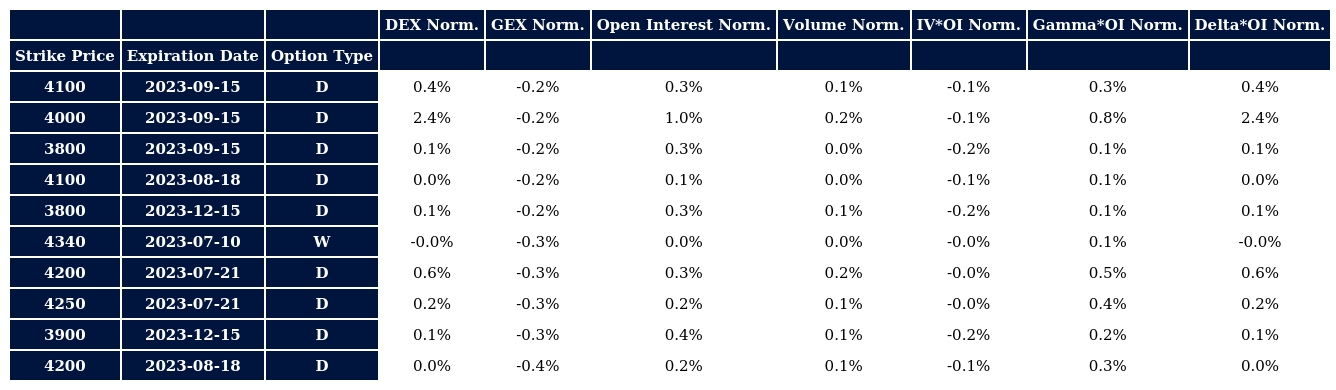 DEX Norm. GEX Norm. Open Interest Norm. Volume Norm. IV*OI Norm. Gamma*OI Norm. Delta*OI Norm.
Strike Price Expiration Date Option Type
4100 2023-09-15 D 0.4% -0.2% 0.3% 0.1% -0.1% 0.3% 0.4%
4000 2023-09-15 D 2.4% -0.2% 1.0% 0.2% -0.1% 0.8% 2.4%
3800 2023-09-15 D 0.1% -0.2% 0.3% 0.0% -0.2% 0.1% 0.1%
4100 2023-08-18 D 0.0% -0.2% 0.1% 0.0% -0.1% 0.1% 0.0%
3800 2023-12-15 D 0.1% -0.2% 0.3% 0.1% -0.2% 0.1% 0.1%
4340 2023-07-10 W -0.0% -0.3% 0.0% 0.0% -0.0% 0.1% -0.0%
4200 2023-07-21 D 0.6% -0.3% 0.3% 0.2% -0.0% 0.5% 0.6%
4250 2023-07-21 D 0.2% -0.3% 0.2% 0.1% -0.0% 0.4% 0.2%
3900 2023-12-15 D 0.1% -0.3% 0.4% 0.1% -0.2% 0.2% 0.1%
4200 2023-08-18 D 0.0% -0.4% 0.2% 0.1% -0.1% 0.3% 0.0%